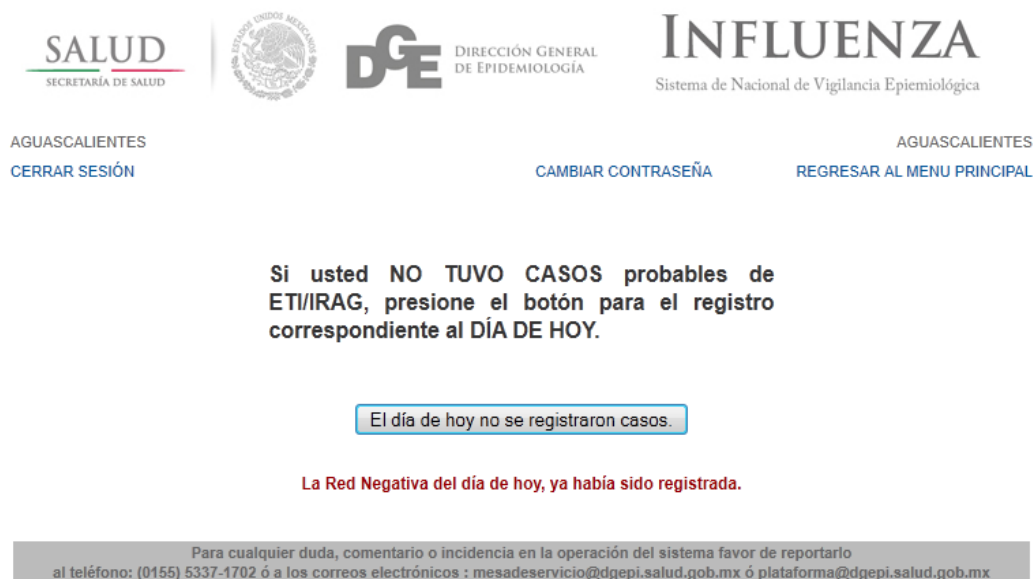 SALUD
SECRETARÍA DE SALUD
ESTADOS UNIDOS MEXICANOS
DGE
DIRECCIÓN GENERAL
DE EPIDEMIOLOGÍA
INFLUENZA
Sistema de Nacional de Vigilancia Epiemiológica
AGUASCALIENTES AGUASCALIENTES
CERRAR SESIÓN CAMBIAR CONTRASEÑA REGRESAR AL MENU PRINCIPAL
Si usted NO TUVO CASOS probables de
ETI/IRAG, presione el botón para el registro
correspondiente al DÍA DE HOY.
El día de hoy no se registraron casos.
La Red Negativa del día de hoy, ya había sido registrada.
Para cualquier duda, comentario o incidencia en la operación del sistema favor de reportarlo
al teléfono: (0155) 5337-1702 ó a los correos electrónicos : mesadeservicio@dgepi.salud.gob.mx ó plataforma@dgepi.salud.gob.mx